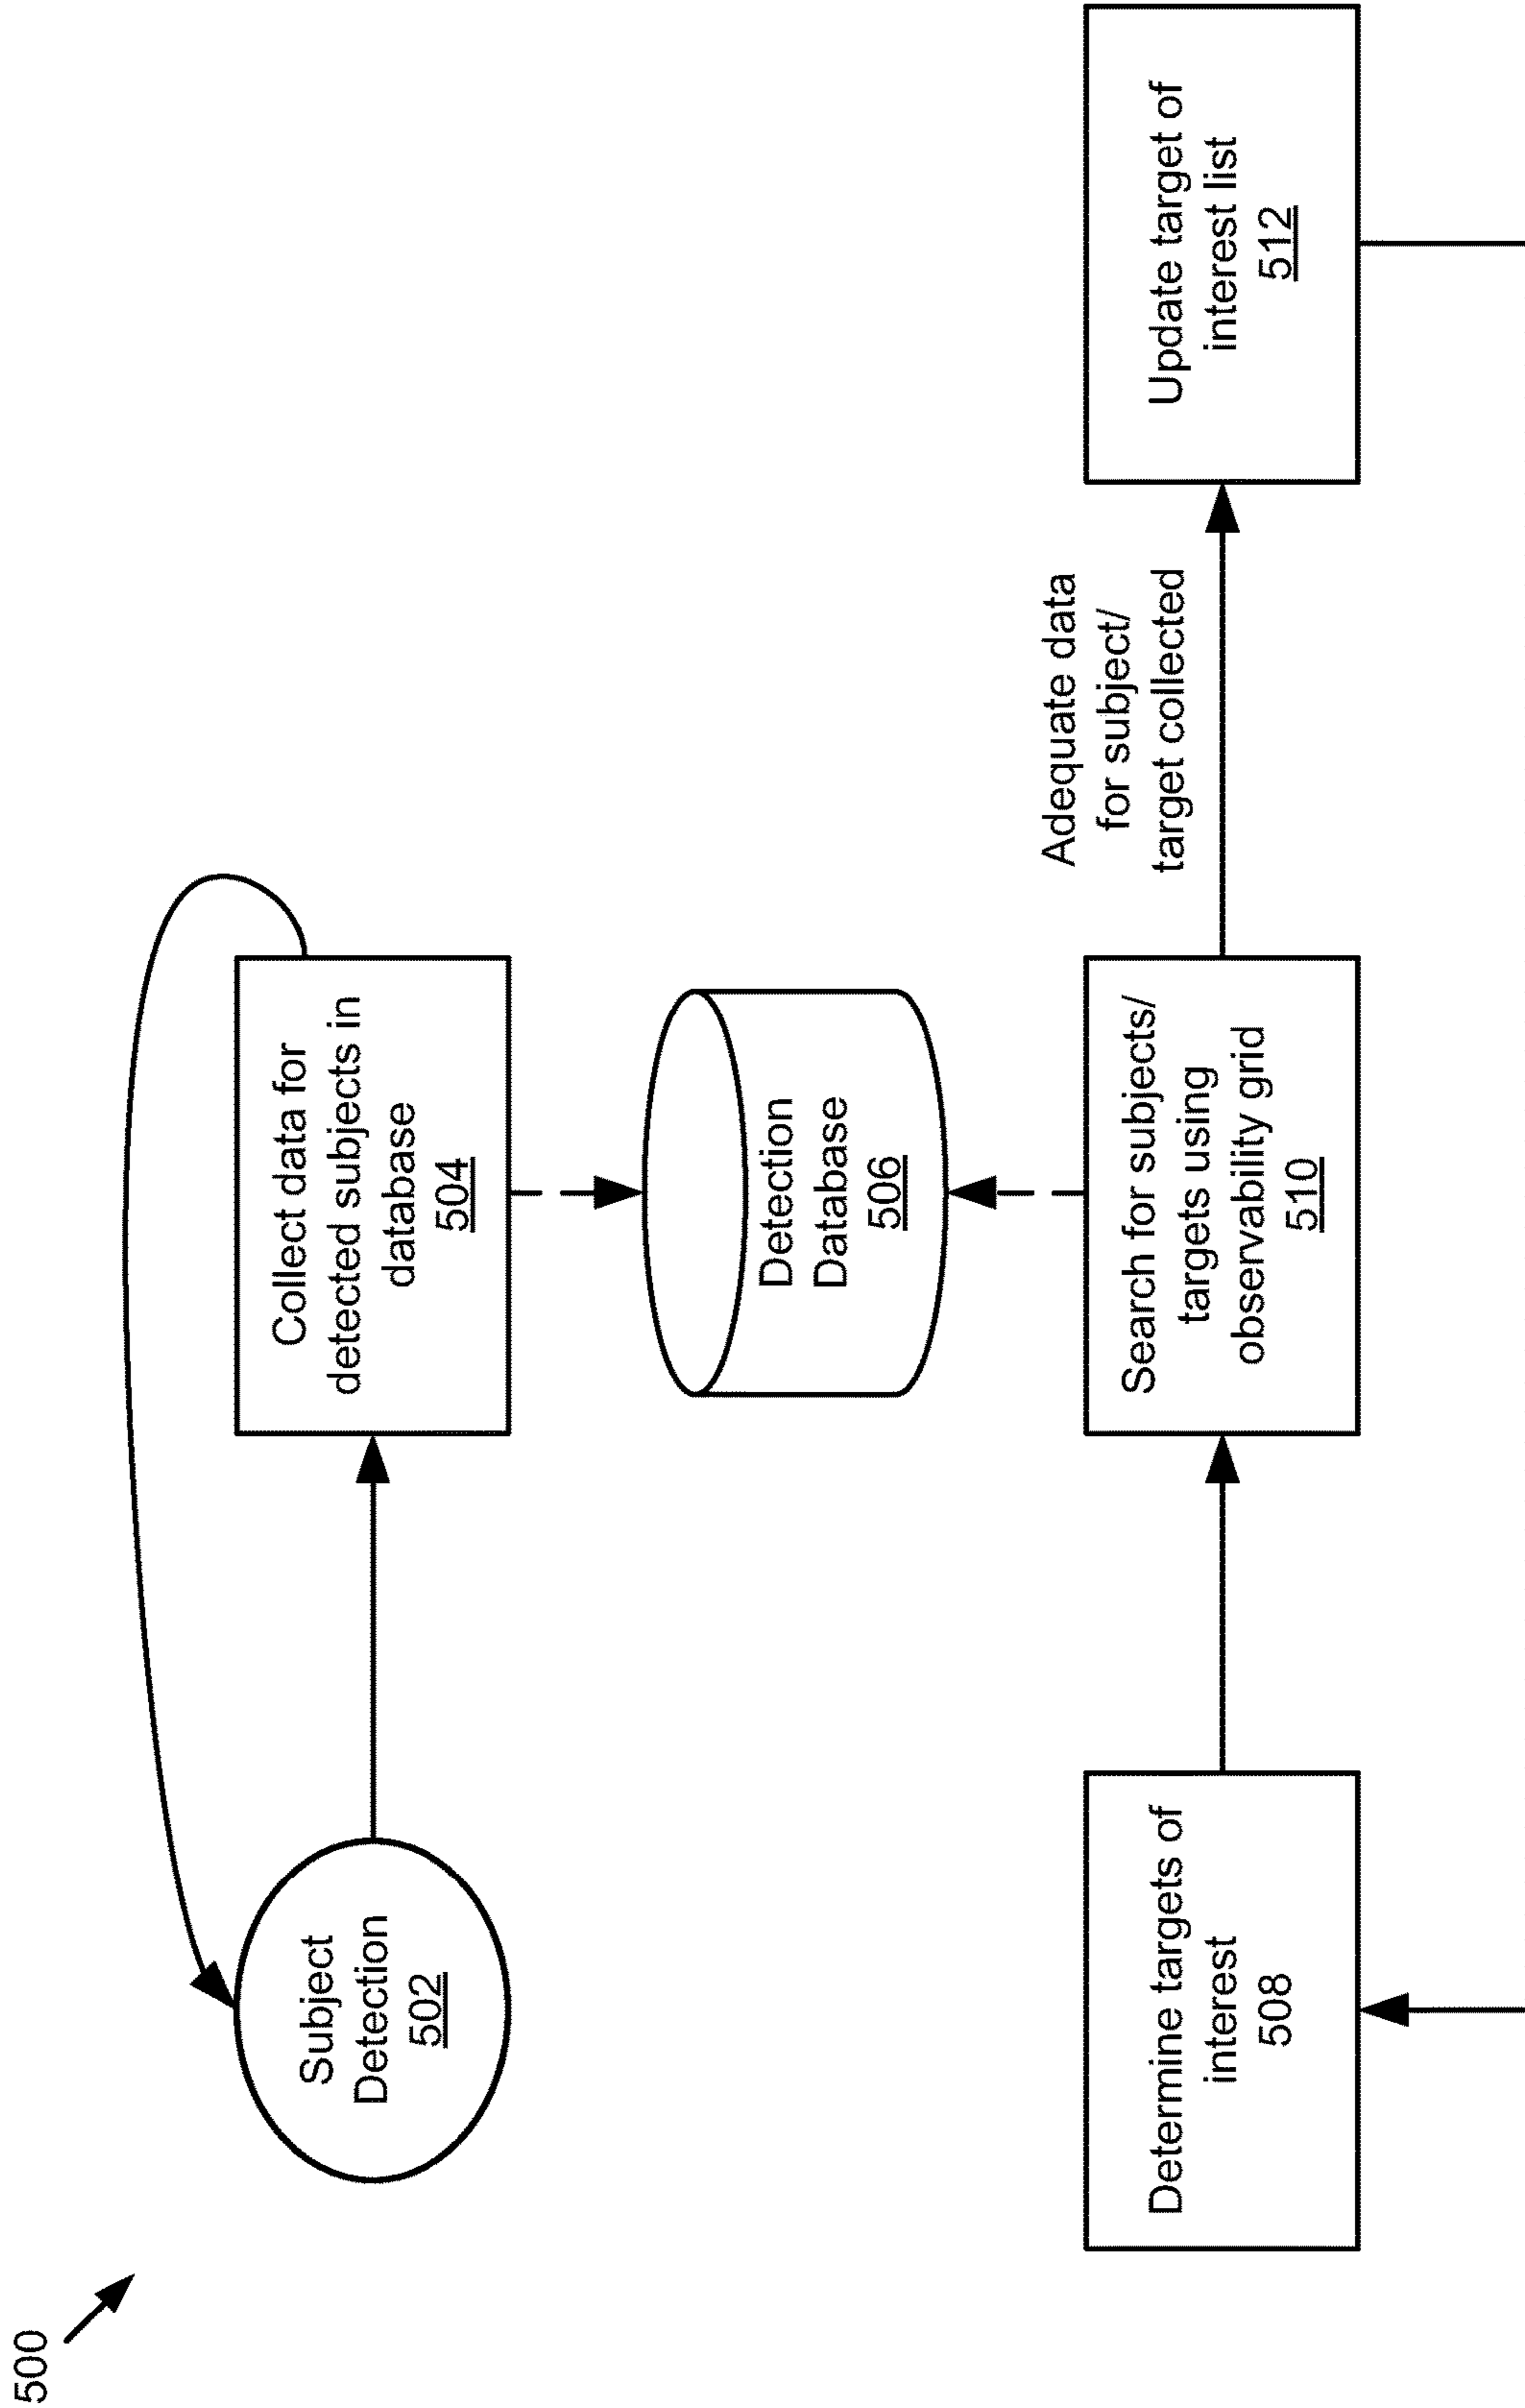 500
Subject
Detection
502
Collect data for
detected subjects in
database
504
Detection
Database
506
Determine targets of
interest
508
Search for subjects/
targets using
observability grid
510
Adequate data
for subject/
target collected
Update target of
interest list
512